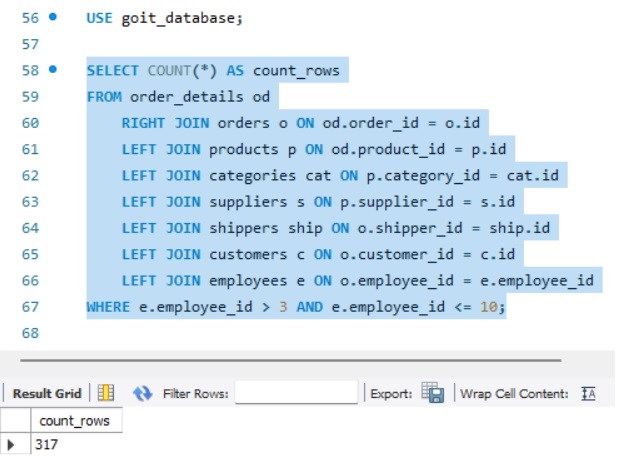 56 USE goit_database;
57
58 SELECT COUNT(*) AS count_rows
59 FROM order_details od
60 RIGHT JOIN orders o ON od.order_id = o.id
61 LEFT JOIN products p ON od.product_id = p.id
62 LEFT JOIN categories cat ON p.category_id = cat.id
63 LEFT JOIN suppliers s ON p.supplier_id = s.id
64 LEFT JOIN shippers ship ON o.shipper_id = ship.id
65 LEFT JOIN customers c ON o.customer_id = c.id
66 LEFT JOIN employees e ON o.employee_id = e.employee_id
67 WHERE e.employee_id > 3 AND e.employee_id <= 10;
68
Result Grid Filter Rows: Export: Wrap Cell Content: IA
count_rows
317